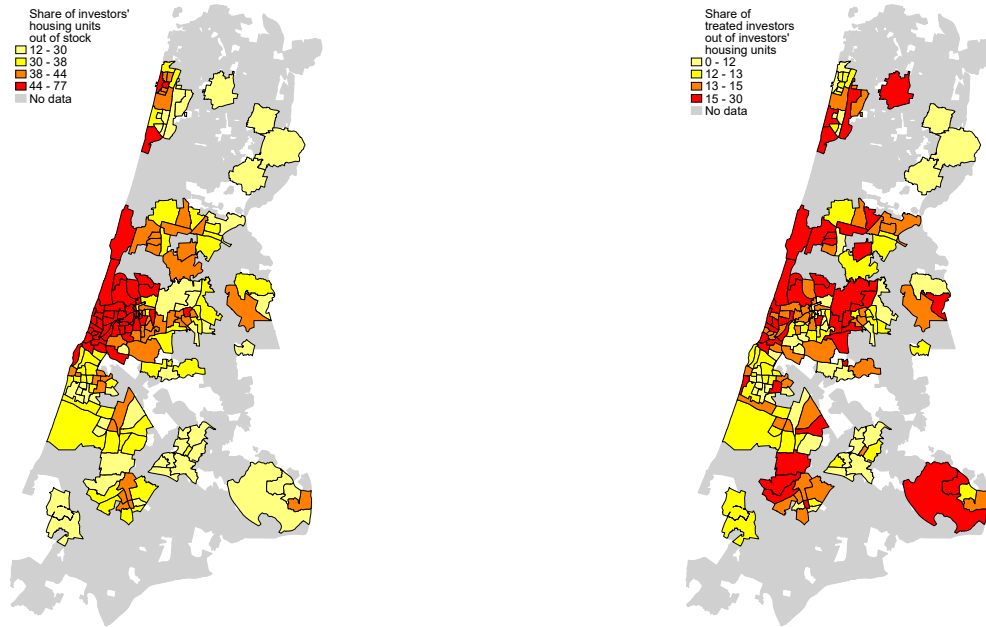 Share of investors'
housing units
out of stock
12 - 30
30 - 38
38 - 44
44 - 77
No data
Share of
treated investors
out of investors'
housing units
0 - 12
12 - 13
13 - 15
15 - 30
No data